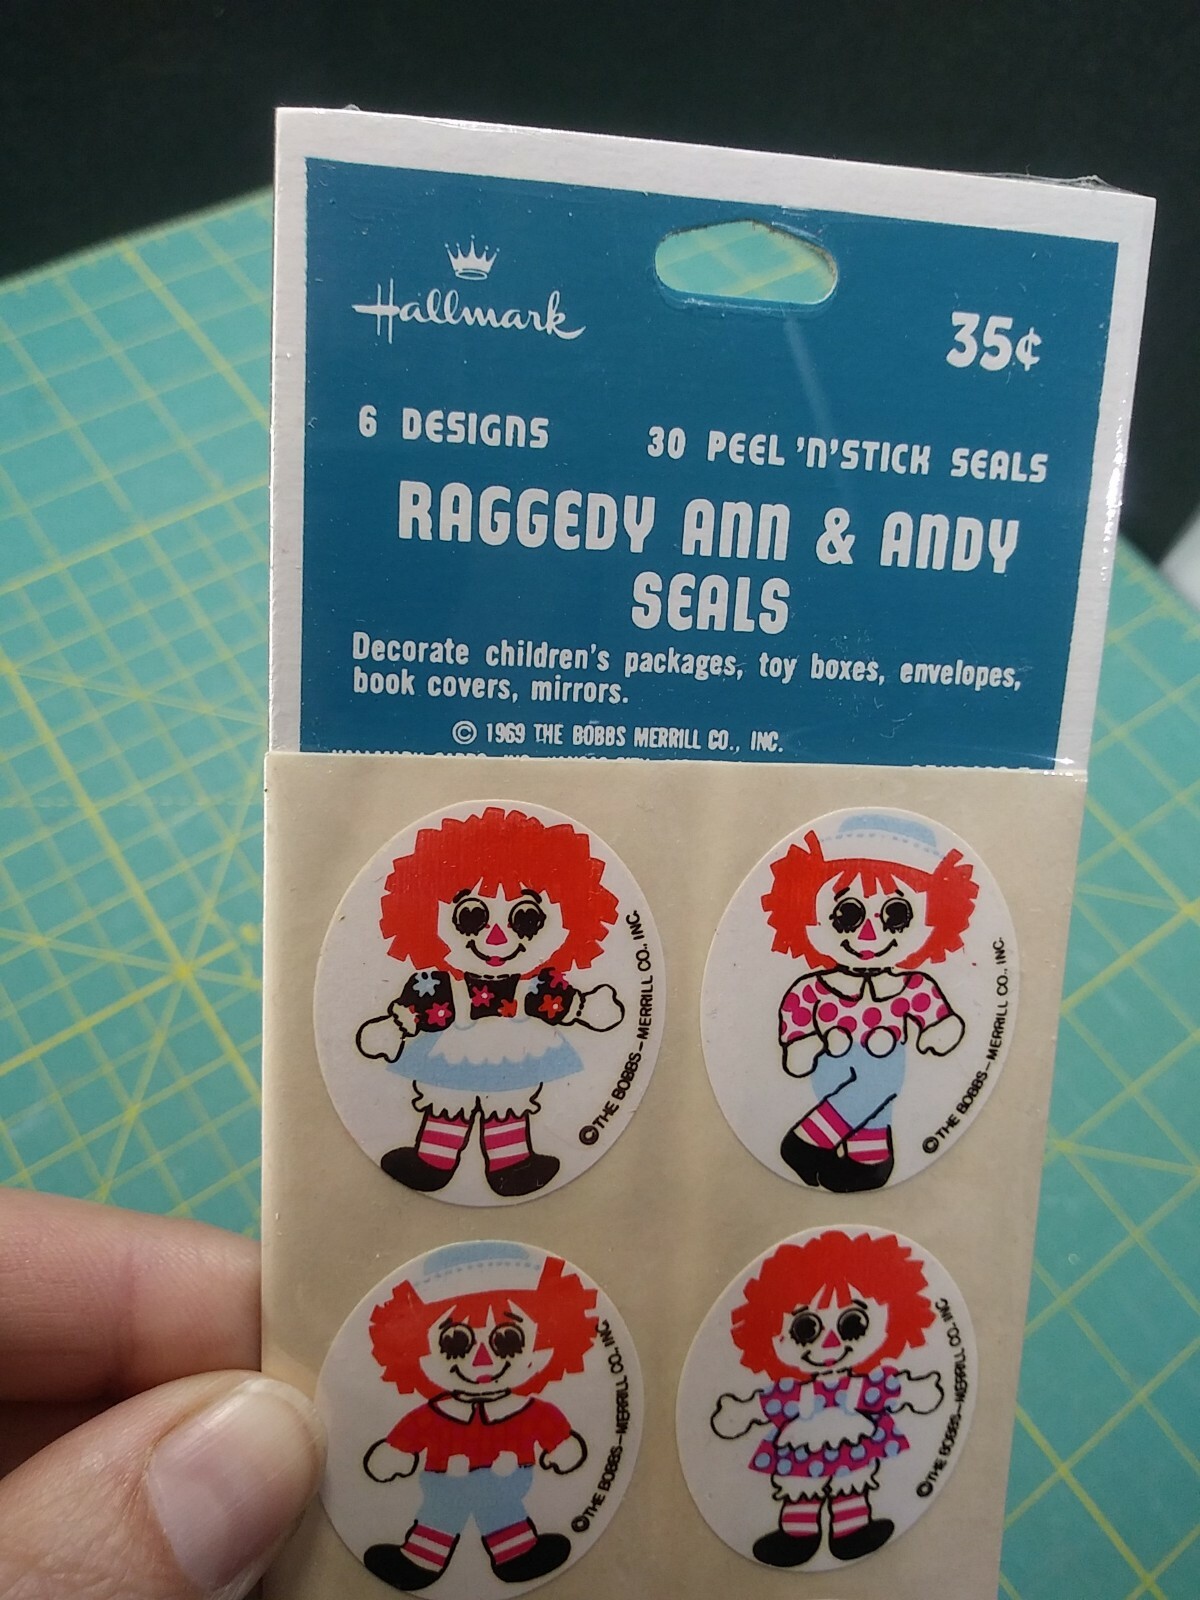 Hallmark
35¢
6 DESIGNS
30 PEEL 'N' STICK SEALS
RAGGEDY ANN & ANDY
SEALS
Decorate children's packages, toy boxes, envelopes,
book covers, mirrors.
© 1969 THE BOBBS MERRILL CO., INC.
© THE BOBBS-MERRILL CO., INC.
© THE BOBBS-MERRILL CO., INC.
© THE BOBBS-MERRILL CO., INC.
© THE BOBBS-MERRILL CO., INC